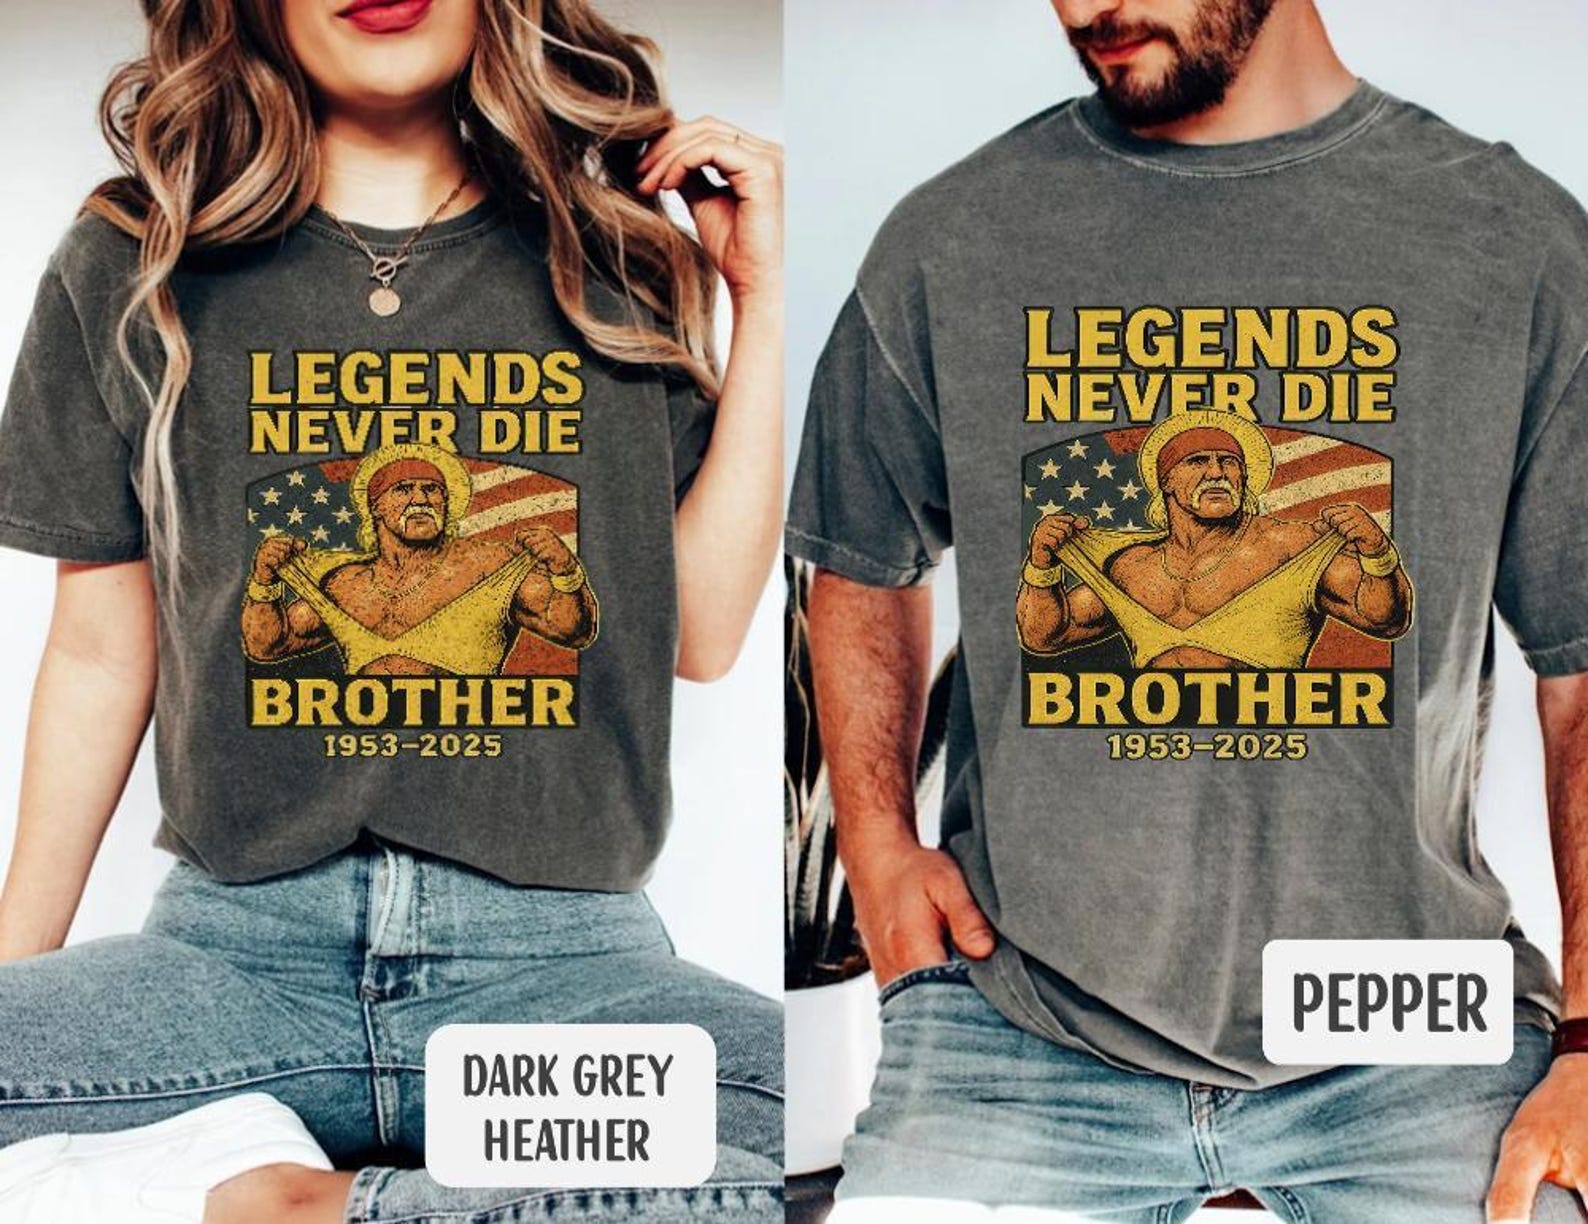 LEGENDS
NEVER DIE
BROTHER
1953–2025
DARK GREY
HEATHER
LEGENDS
NEVER DIE
BROTHER
1953–2025
PEPPER